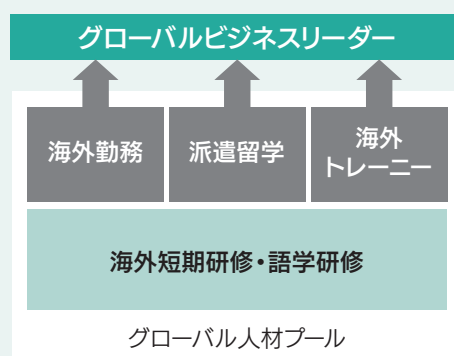 グローバルビジネスリーダー
海外勤務
派遣留学
海外
トレーニー
海外短期研修・語学研修
グローバル人材プール